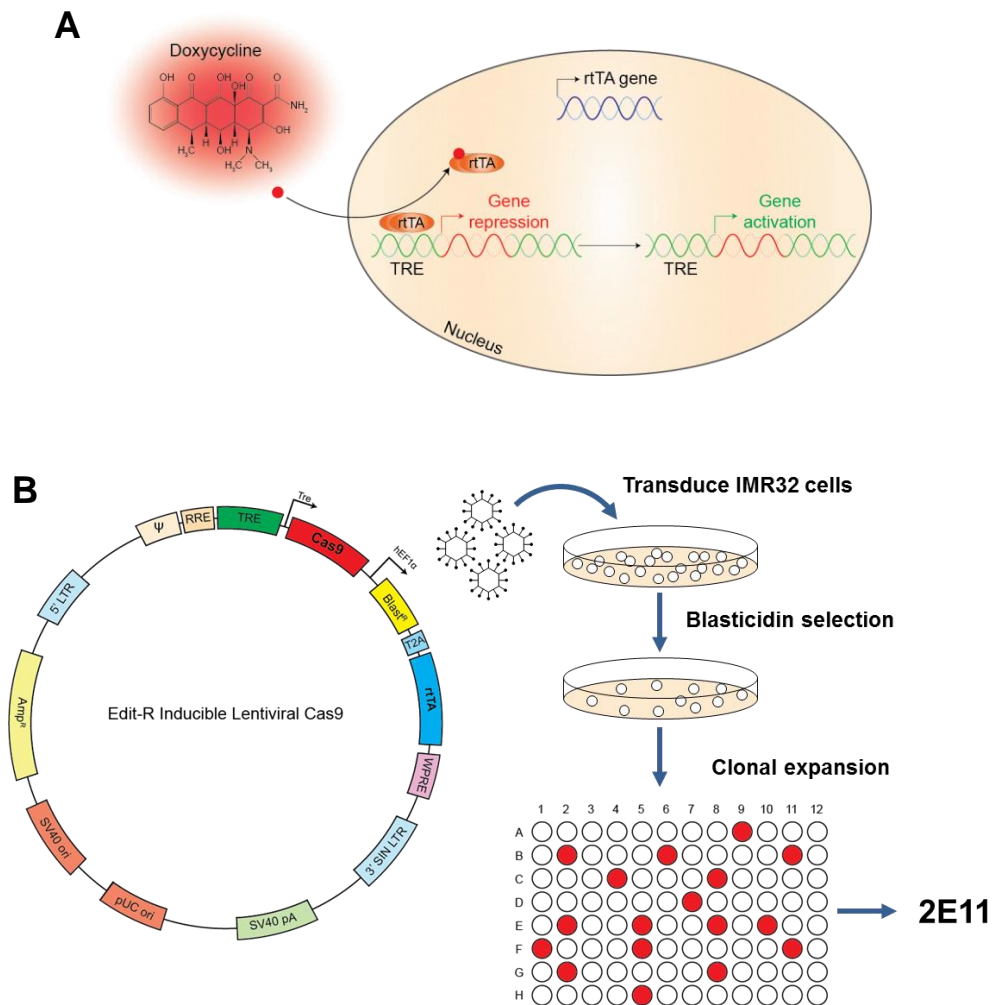 A
Doxycycline
OH
O
OH
O
OH
OH
O
NH2
OH
H3C
H
OH
H
N
H3C
CH3
rtTA gene
rtTA
rtTA
Gene
repression
Gene
activation
TRE
TRE
Nucleus
B
Ψ
RRE
TRE
Tre
Cas9
hEF1α
BlastR
T2A
rtTA
WPRE
3' SIN LTR
SV40 pA
pUC ori
SV40 ori
AmpR
5' LTR
Edit-R Inducible Lentiviral Cas9
Transduce IMR32 cells
Blasticidin selection
Clonal expansion
1 2 3 4 5 6 7 8 9 10 11 12
A
B
C
D
E
F
G
H
2E11